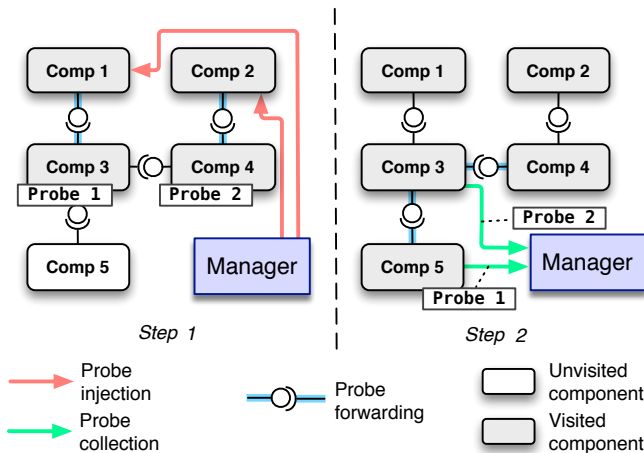 Comp 1
Comp 2
Comp 3
Comp 4
Probe 1
Probe 2
Comp 5
Manager
Step 1
Comp 1
Comp 2
Comp 3
Comp 4
Probe 2
Comp 5
Manager
Probe 1
Step 2
Probe
injection
Probe
collection
Probe
forwarding
Unvisited
component
Visited
component